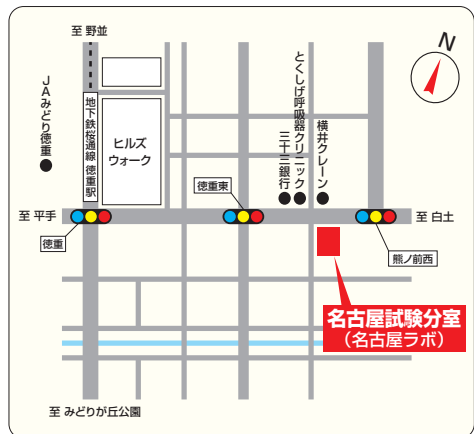 至 野並
N
JAみどり徳重
地下鉄桜通線 徳重駅
ヒルズ
ウォーク
とくしげ呼吸器クリニック
三十三銀行
横井クレーン
徳重東
至 平手
至 白土
徳重
熊ノ前西
名古屋試験分室
(名古屋ラボ)
至 みどりが丘公園